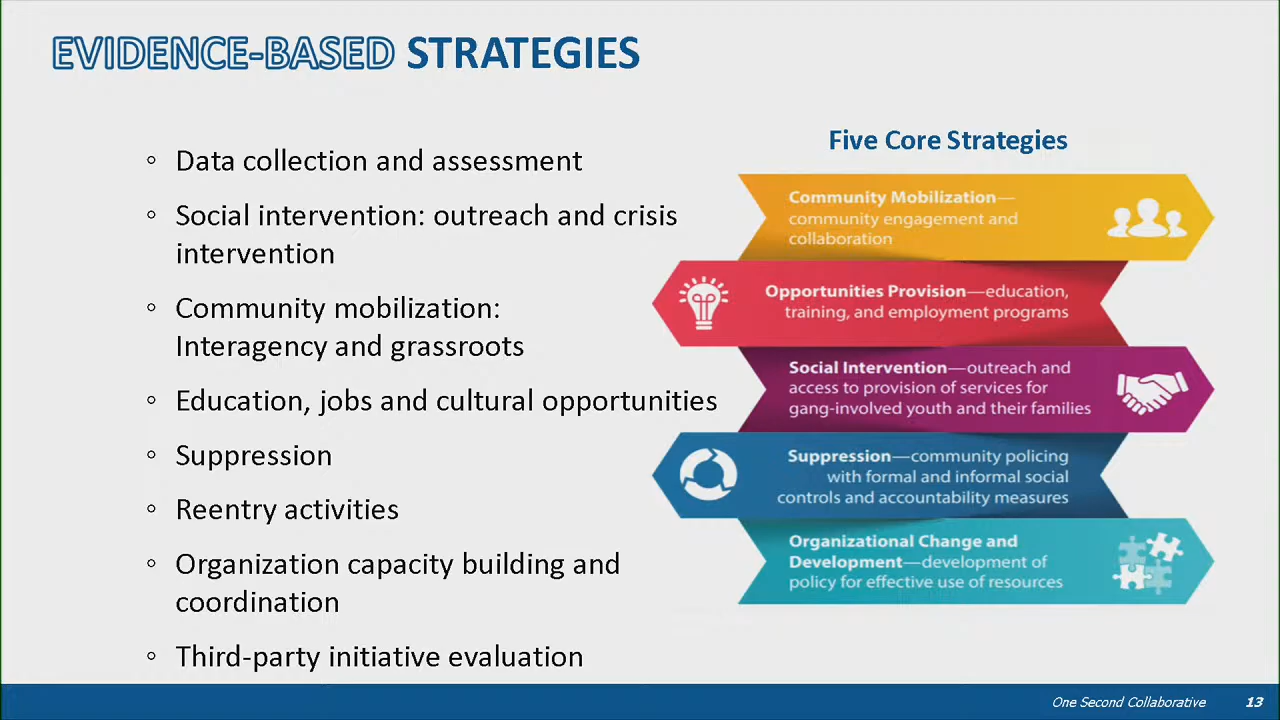 EVIDENCE-BASED STRATEGIES
◦ Data collection and assessment
◦ Social intervention: outreach and crisis
intervention
◦ Community mobilization:
Interagency and grassroots
◦ Education, jobs and cultural opportunities
◦ Suppression
◦ Reentry activities
◦ Organization capacity building and
coordination
◦ Third-party initiative evaluation
Five Core Strategies
Community Mobilization—
community engagement and
collaboration
Opportunities Provision—education,
training, and employment programs
Social Intervention—outreach and
access to provision of services for
gang-involved youth and their families
Suppression—community policing
with formal and informal social
controls and accountability measures
Organizational Change and
Development—development of
policy for effective use of resources
One Second Collaborative 13